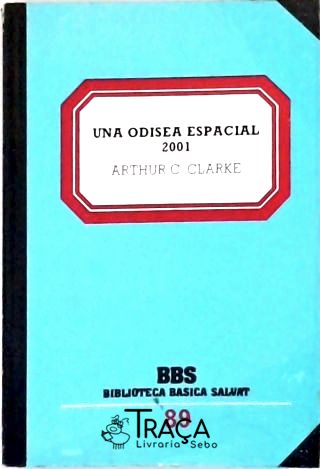 UNA ODISEA ESPACIAL
2001
ARTHUR C. CLARKE
BBS
BIBLIOTECA BASICA SALVAT
89
TRAÇA
Livraria Sebo